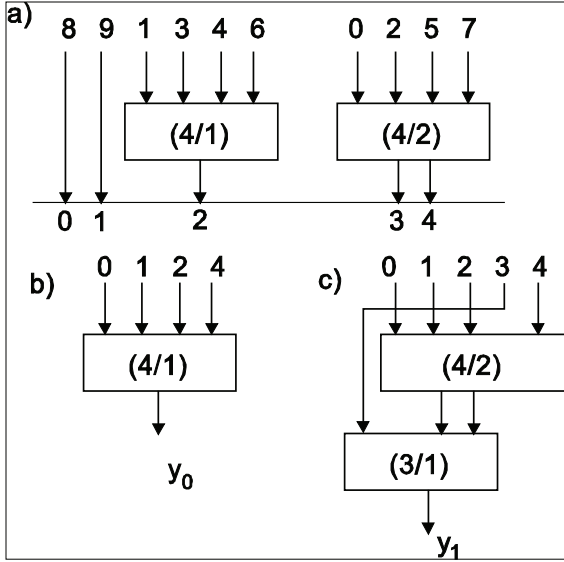 a)
8 9 1 3 4 6 0 2 5 7
(4/1) (4/2)
0 1 2 3 4
b) 0 1 2 4
(4/1)
y0
c) 0 1 2 3 4
(4/2)
(3/1)
y1